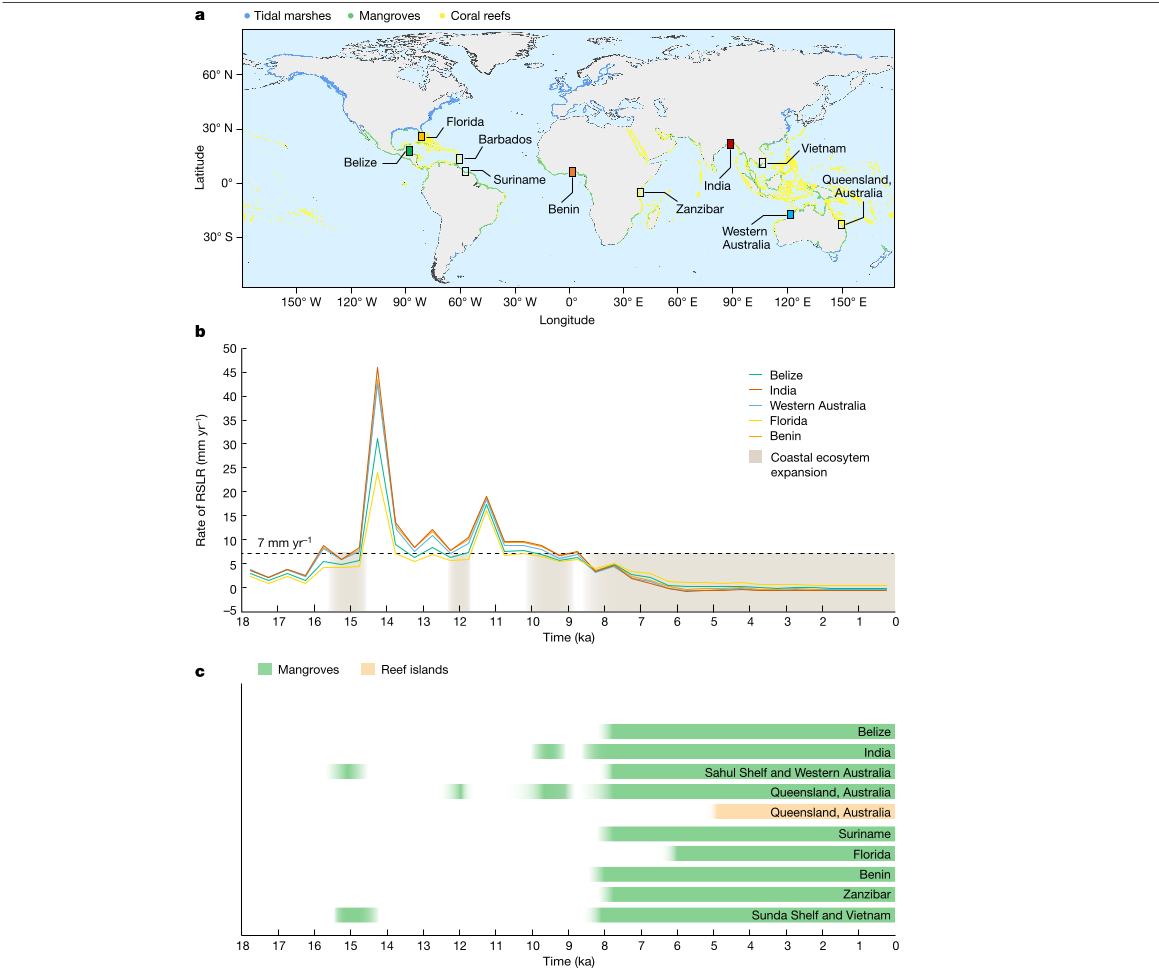 a
Tidal marshes Mangroves Coral reefs
60° N
30° N
0°
30° S
Latitude
Florida
Barbados
Belize
Suriname
Benin
Zanzibar
India
Vietnam
Queensland,
Australia
Western
Australia
150° W 120° W 90° W 60° W 30° W 0° 30° E 60° E 90° E 120° E 150° E
Longitude
b
50
45
40
35
30
25
20
15
10
5
0
–5
Rate of RSLR (mm yr–1)
7 mm yr–1
Belize
India
Western Australia
Florida
Benin
Coastal ecosytem
expansion
18 17 16 15 14 13 12 11 10 9 8 7 6 5 4 3 2 1 0
Time (ka)
c
Mangroves Reef islands
Belize
India
Sahul Shelf and Western Australia
Queensland, Australia
Queensland, Australia
Suriname
Florida
Benin
Zanzibar
Sunda Shelf and Vietnam
18 17 16 15 14 13 12 11 10 9 8 7 6 5 4 3 2 1 0
Time (ka)